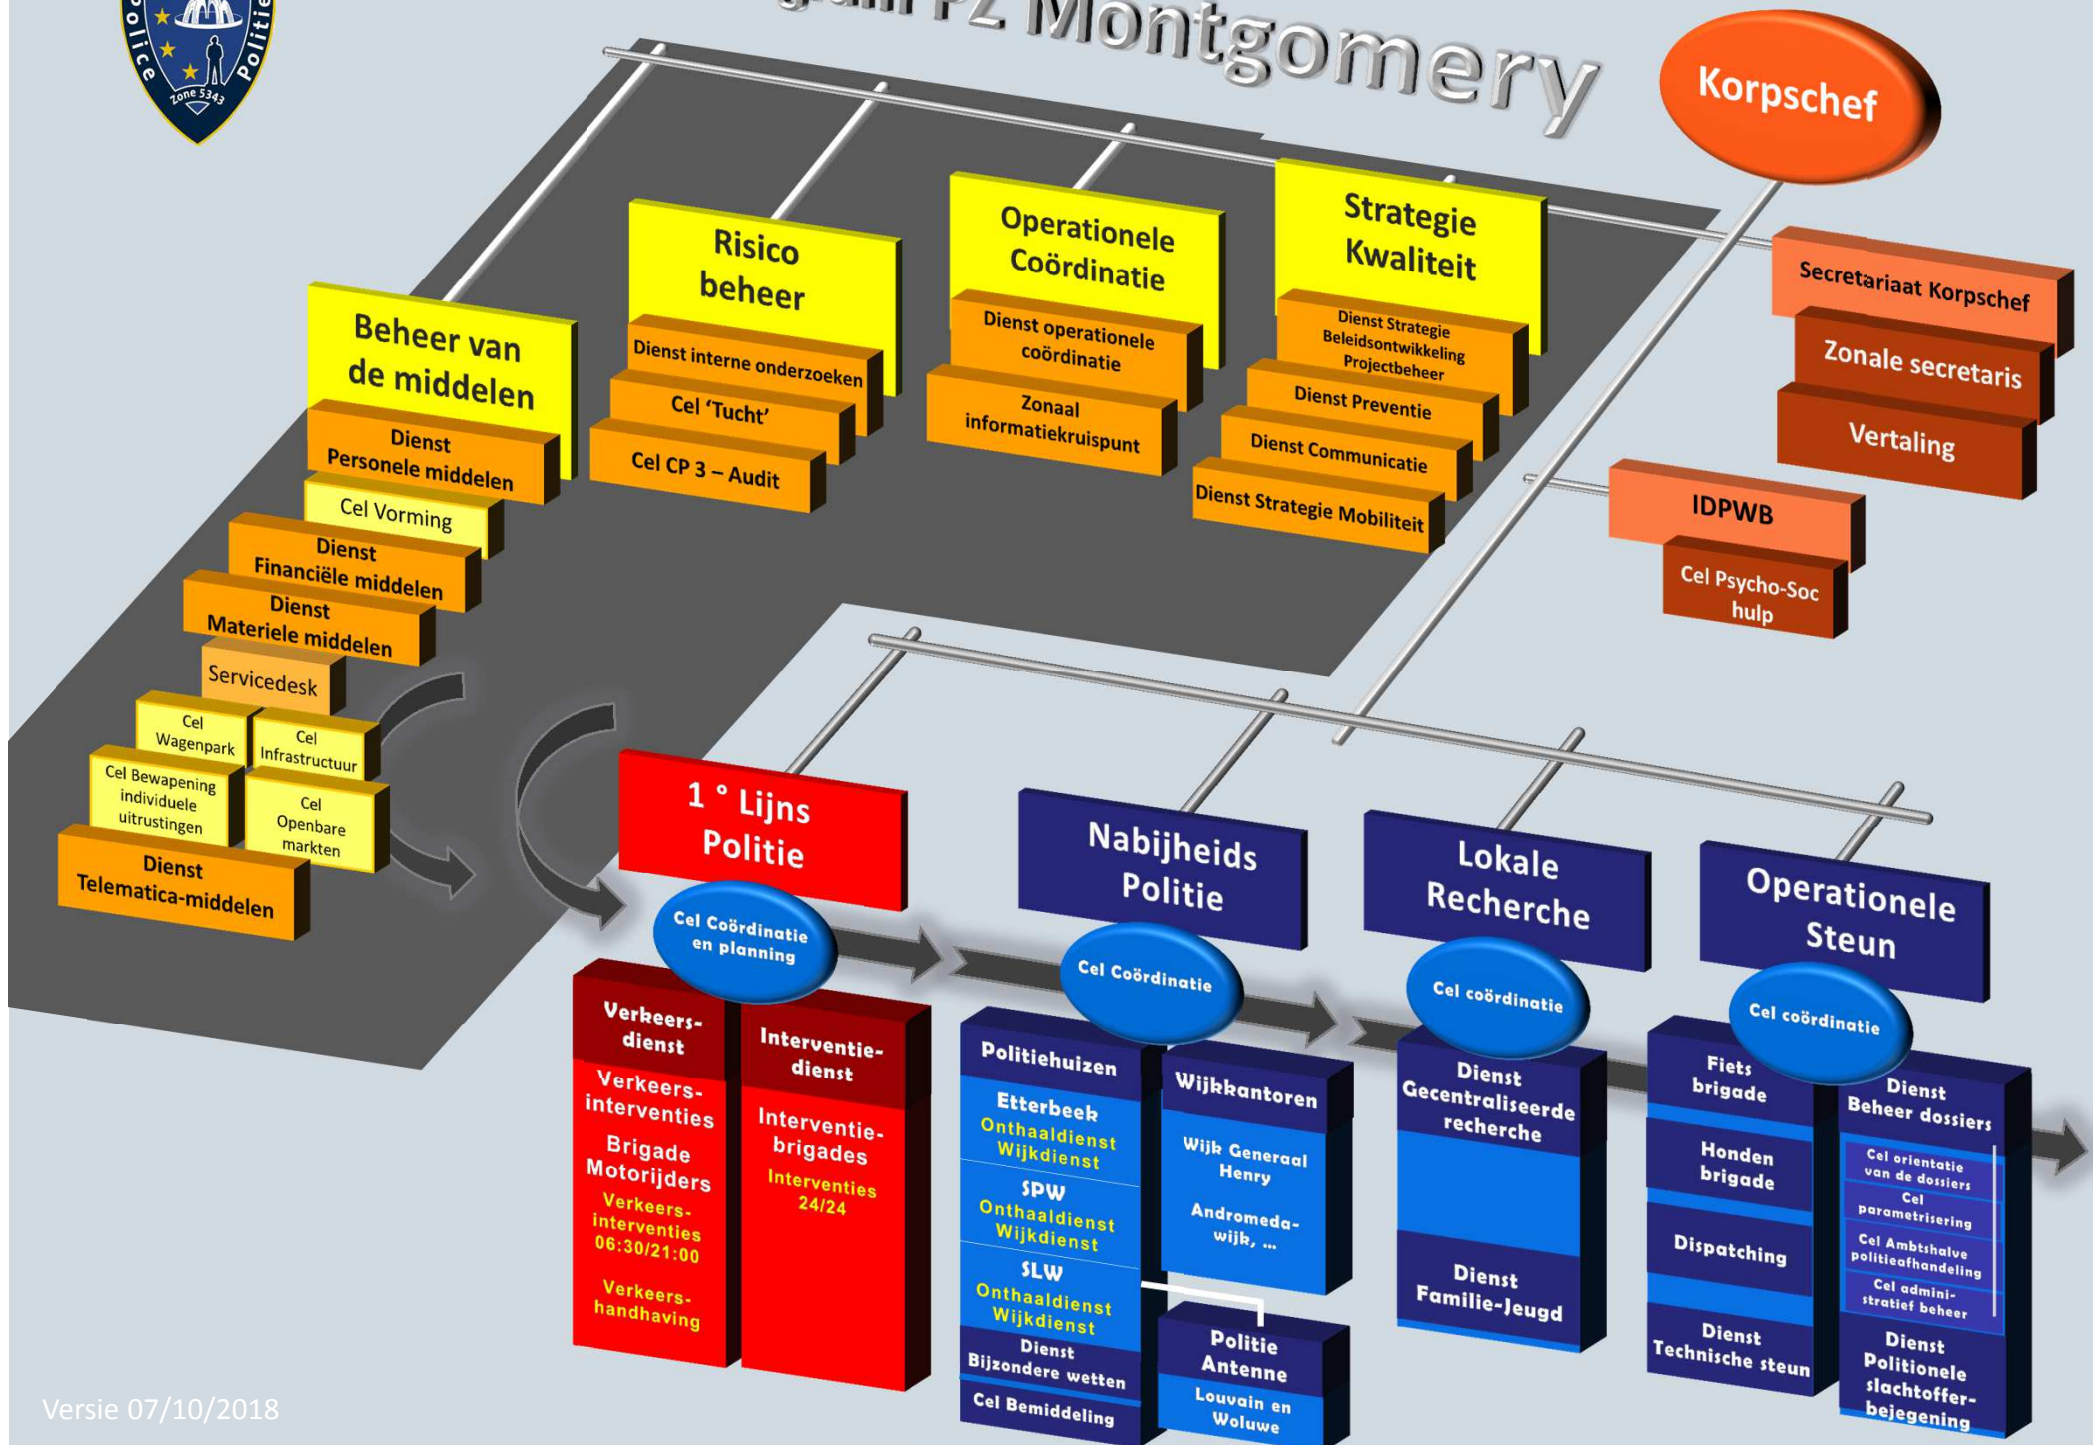 PZ Montgomery
Police
Politie
Zone 5343
Korpschef
Secretariaat Korpschef
Zonale secretaris
Vertaling
IDPWB
Cel Psycho-Soc
hulp
Beheer van
de middelen
Dienst
Personele middelen
Cel Vorming
Dienst
Financiële middelen
Dienst
Materiele middelen
Servicedesk
Cel
Wagenpark
Cel
Infrastructuur
Cel Bewapening
individuele
uitrustingen
Cel
Openbare
markten
Dienst
Telematica-middelen
Risico
beheer
Dienst interne onderzoeken
Cel ‘Tucht’
Cel CP 3 – Audit
Operationele
Coördinatie
Dienst operationele
coördinatie
Zonaal
informatiekruispunt
Strategie
Kwaliteit
Dienst Strategie
Beleidsontwikkeling
Projectbeheer
Dienst Preventie
Dienst Communicatie
Dienst Strategie Mobiliteit
1 ° Lijns
Politie
Cel Coördinatie
en planning
Verkeers-
dienst
Verkeers-
interventies
Brigade
Motorijders
Verkeers-
interventies
06:30/21:00
Verkeers-
handhaving
Interventie-
dienst
Interventie-
brigades
Interventies
24/24
Nabijheids
Politie
Cel Coördinatie
Politiehuizen
Etterbeek
Onthaaldienst
Wijkdienst
SPW
Onthaaldienst
Wijkdienst
SLW
Onthaaldienst
Wijkdienst
Dienst
Bijzondere wetten
Cel Bemiddeling
Wijkkantoren
Wijk Generaal
Henry
Andromeda-
wijk, ...
Politie
Antenne
Louvain en
Woluwe
Lokale
Recherche
Cel coördinatie
Dienst
Gecentraliseerde
recherche
Dienst
Familie-Jeugd
Operationele
Steun
Cel coördinatie
Fiets
brigade
Honden
brigade
Dispatching
Dienst
Technische steun
Dienst
Beheer dossiers
Cel orientatie
van de dossiers
Cel
parametrisering
Cel Ambtshalve
politieafhandeling
Cel admini-
stratief beheer
Dienst
Politionele
slachtoffer-
bejegening
Versie 07/10/2018